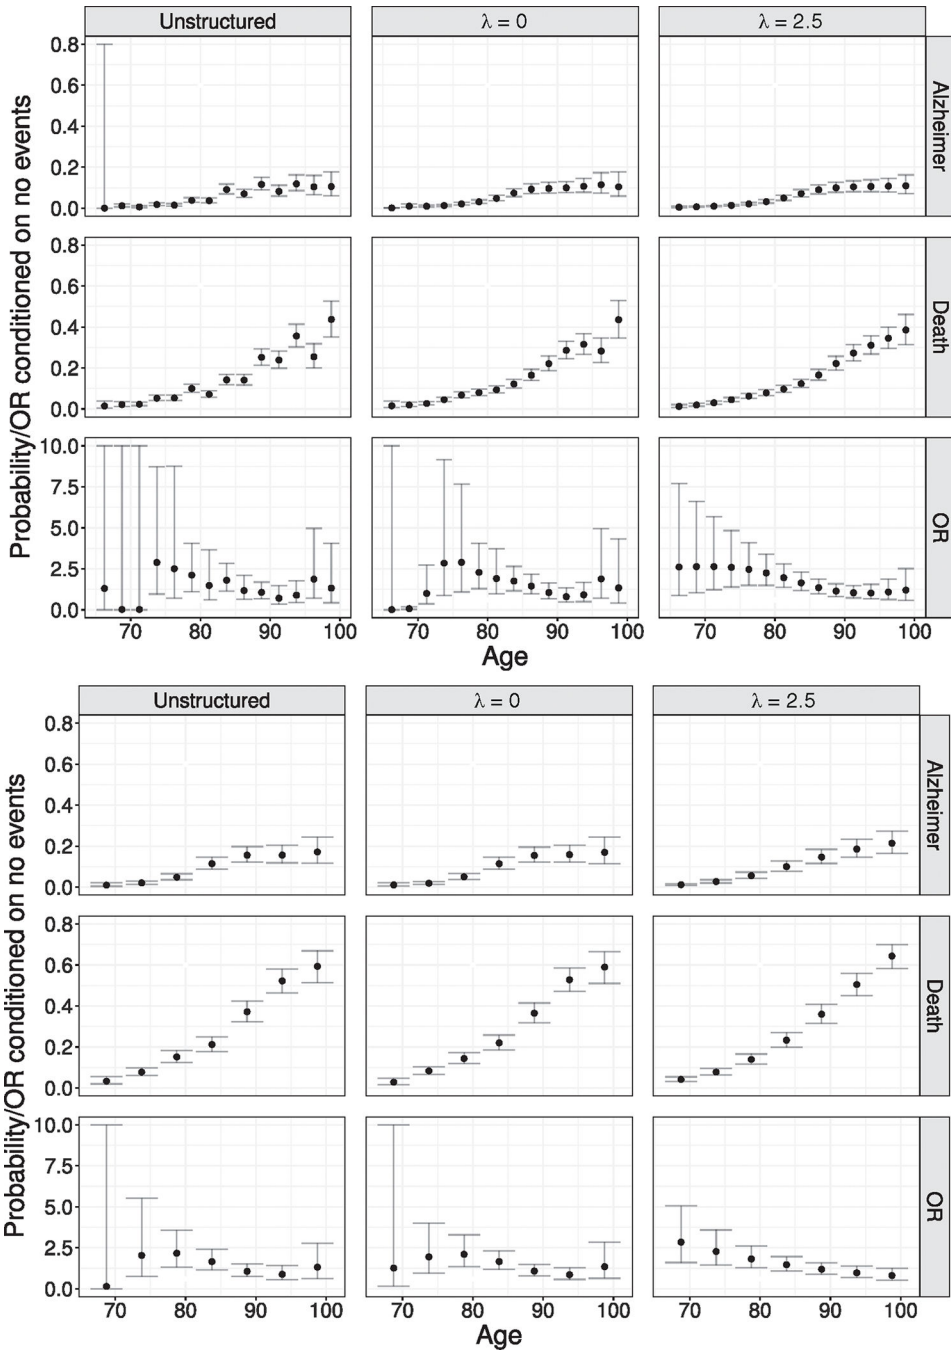 Unstructured λ = 0 λ = 2.5
Probability/OR conditioned on no events
0.8
0.6
0.4
0.2
0.0
Alzheimer
0.8
0.6
0.4
0.2
0.0
Death
10.0
7.5
5.0
2.5
0.0
OR
70 80 90 100 70 80 90 100 70 80 90 100
Age
Unstructured λ = 0 λ = 2.5
Probability/OR conditioned on no events
0.8
0.6
0.4
0.2
0.0
Alzheimer
0.8
0.6
0.4
0.2
0.0
Death
10.0
7.5
5.0
2.5
0.0
OR
70 80 90 100 70 80 90 100 70 80 90 100
Age